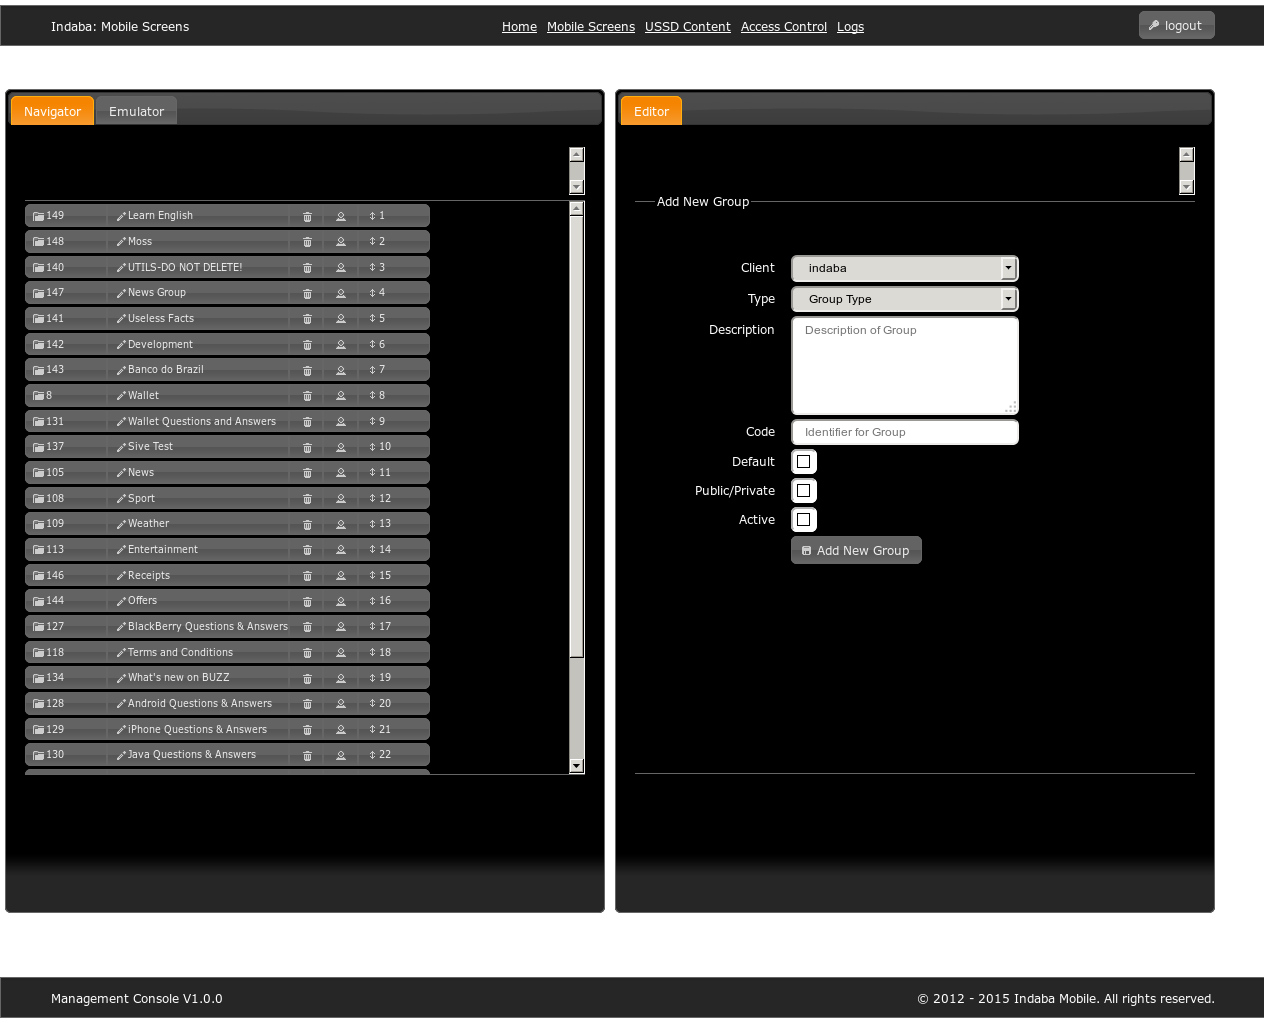 Indaba: Mobile Screens Home Mobile Screens USSD Content Access Control Logs logout
Navigator Emulator
149 Learn English 1
148 Moss 2
140 UTILS-DO NOT DELETE! 3
147 News Group 4
141 Useless Facts 5
142 Development 6
143 Banco do Brazil 7
8 Wallet 8
131 Wallet Questions and Answers 9
137 Sive Test 10
105 News 11
108 Sport 12
109 Weather 13
113 Entertainment 14
146 Receipts 15
144 Offers 16
127 BlackBerry Questions & Answers 17
118 Terms and Conditions 18
134 What's new on BUZZ 19
128 Android Questions & Answers 20
129 iPhone Questions & Answers 21
130 Java Questions & Answers 22
Editor
Add New Group
Client indaba
Type Group Type
Description Description of Group
Code Identifier for Group
Default
Public/Private
Active
Add New Group
Management Console V1.0.0 © 2012 - 2015 Indaba Mobile. All rights reserved.